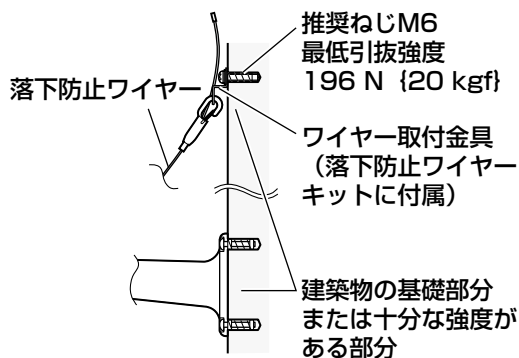 推奨ねじM6
最低引抜強度
196 N {20 kgf}
落下防止ワイヤー
ワイヤー取付金具
（落下防止ワイヤー
キットに付属）
建築物の基礎部分
または十分な強度が
ある部分